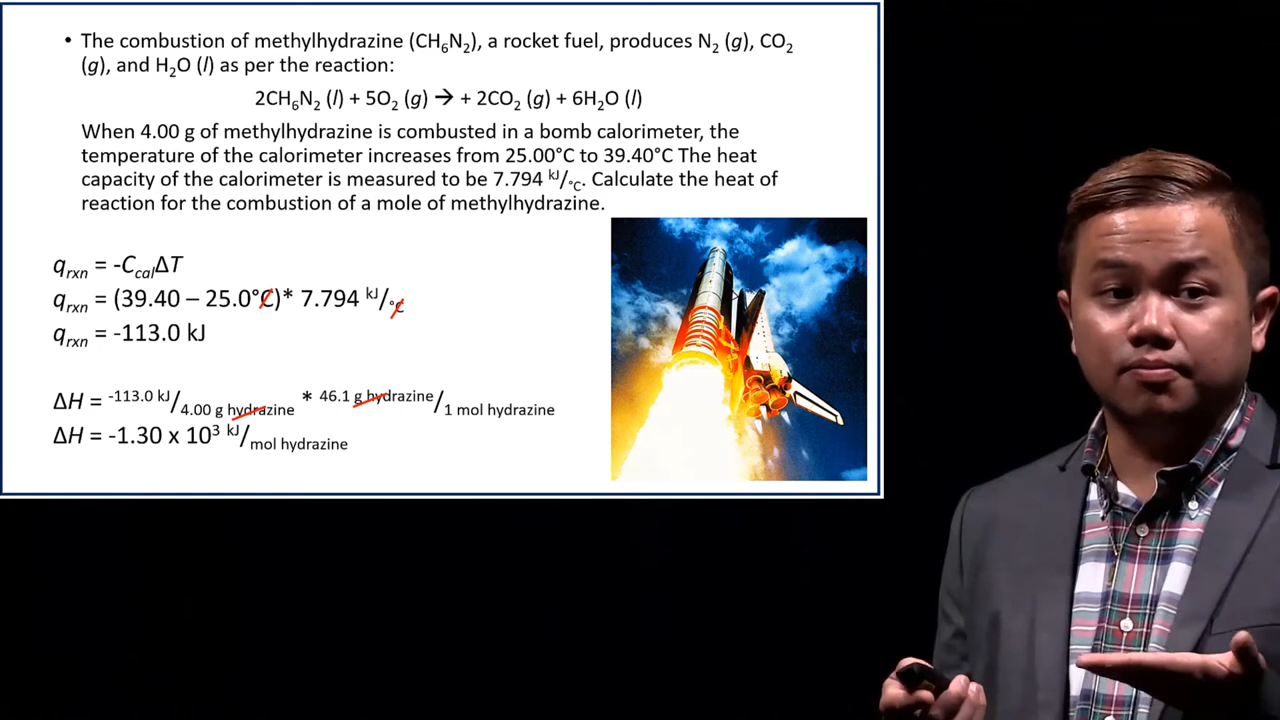 • The combustion of methylhydrazine (CH₆N₂), a rocket fuel, produces N₂ (g), CO₂
(g), and H₂O (l) as per the reaction:
2CH₆N₂ (l) + 5O₂ (g) → + 2CO₂ (g) + 6H₂O (l)
When 4.00 g of methylhydrazine is combusted in a bomb calorimeter, the
temperature of the calorimeter increases from 25.00°C to 39.40°C The heat
capacity of the calorimeter is measured to be 7.794 kJ/°C. Calculate the heat of
reaction for the combustion of a mole of methylhydrazine.
qrxn = -CcalΔT
qrxn = (39.40 – 25.0°C)* 7.794 kJ/°C
qrxn = -113.0 kJ
ΔH = -113.0 kJ/4.00 g hydrazine * 46.1 g hydrazine/1 mol hydrazine
ΔH = -1.30 x 10³ kJ/mol hydrazine